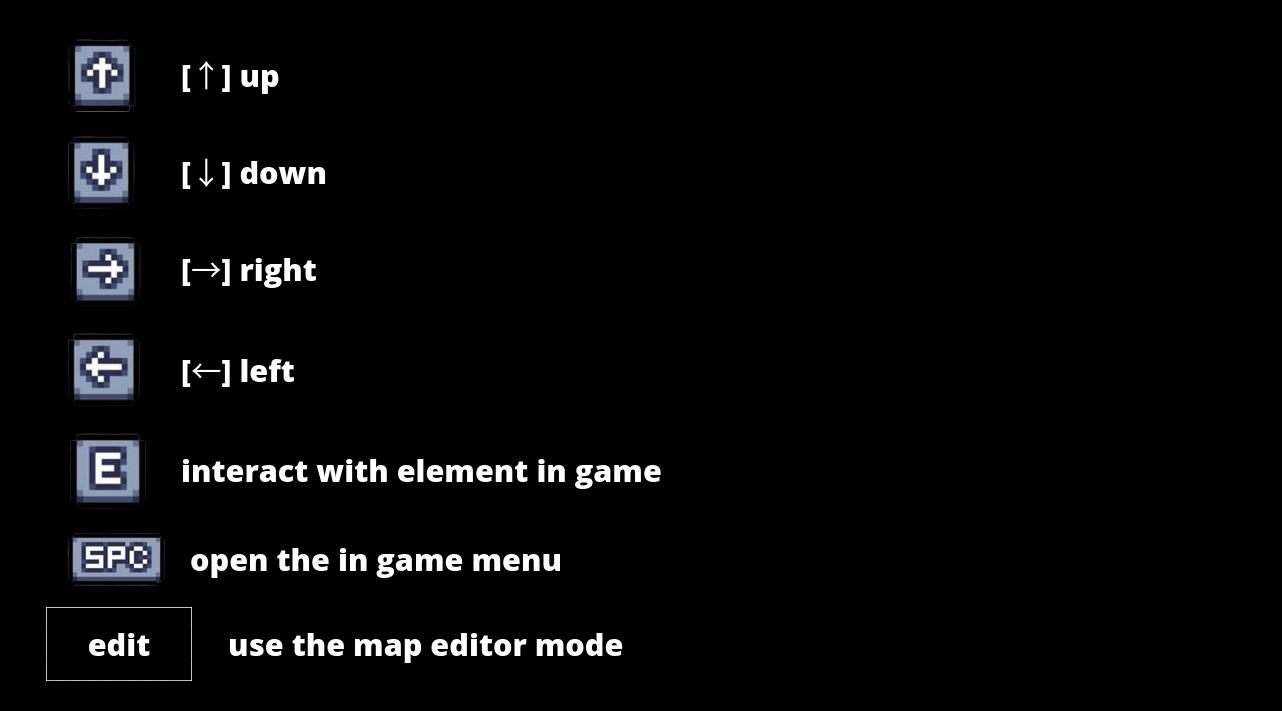 [↑] up
[↓] down
[→] right
[←] left
E interact with element in game
SPC open the in game menu
edit use the map editor mode